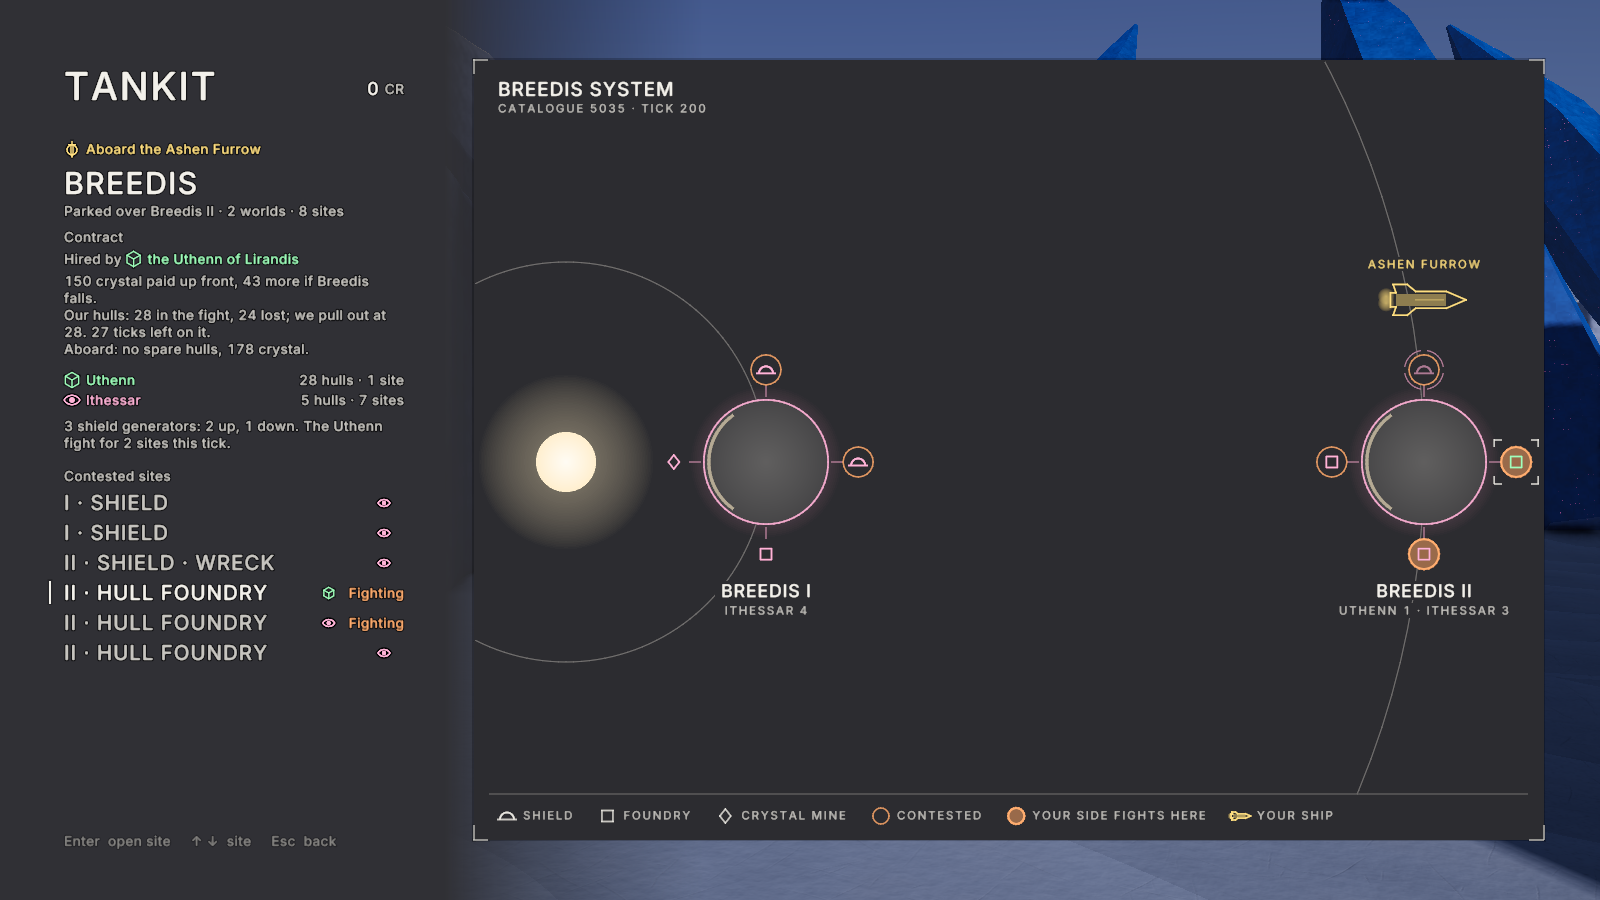 TANKIT
0 CR
Aboard the Ashen Furrow
BREEDIS
Parked over Breedis II · 2 worlds · 8 sites
Contract
Hired by the Uthenn of Lirandis
150 crystal paid up front, 43 more if Breedis
falls.
Our hulls: 28 in the fight, 24 lost; we pull out at
28. 27 ticks left on it.
Aboard: no spare hulls, 178 crystal.
Uthenn 28 hulls · 1 site
Ithessar 5 hulls · 7 sites
3 shield generators: 2 up, 1 down. The Uthenn
fight for 2 sites this tick.
Contested sites
I · SHIELD
I · SHIELD
II · SHIELD · WRECK
II · HULL FOUNDRY Fighting
II · HULL FOUNDRY Fighting
II · HULL FOUNDRY
Enter open site ↑↓ site Esc back
BREEDIS SYSTEM
CATALOGUE 5035 · TICK 200
ASHEN FURROW
BREEDIS I
ITHESSAR 4
BREEDIS II
UTHENN 1 · ITHESSAR 3
SHIELD FOUNDRY CRYSTAL MINE CONTESTED YOUR SIDE FIGHTS HERE YOUR SHIP